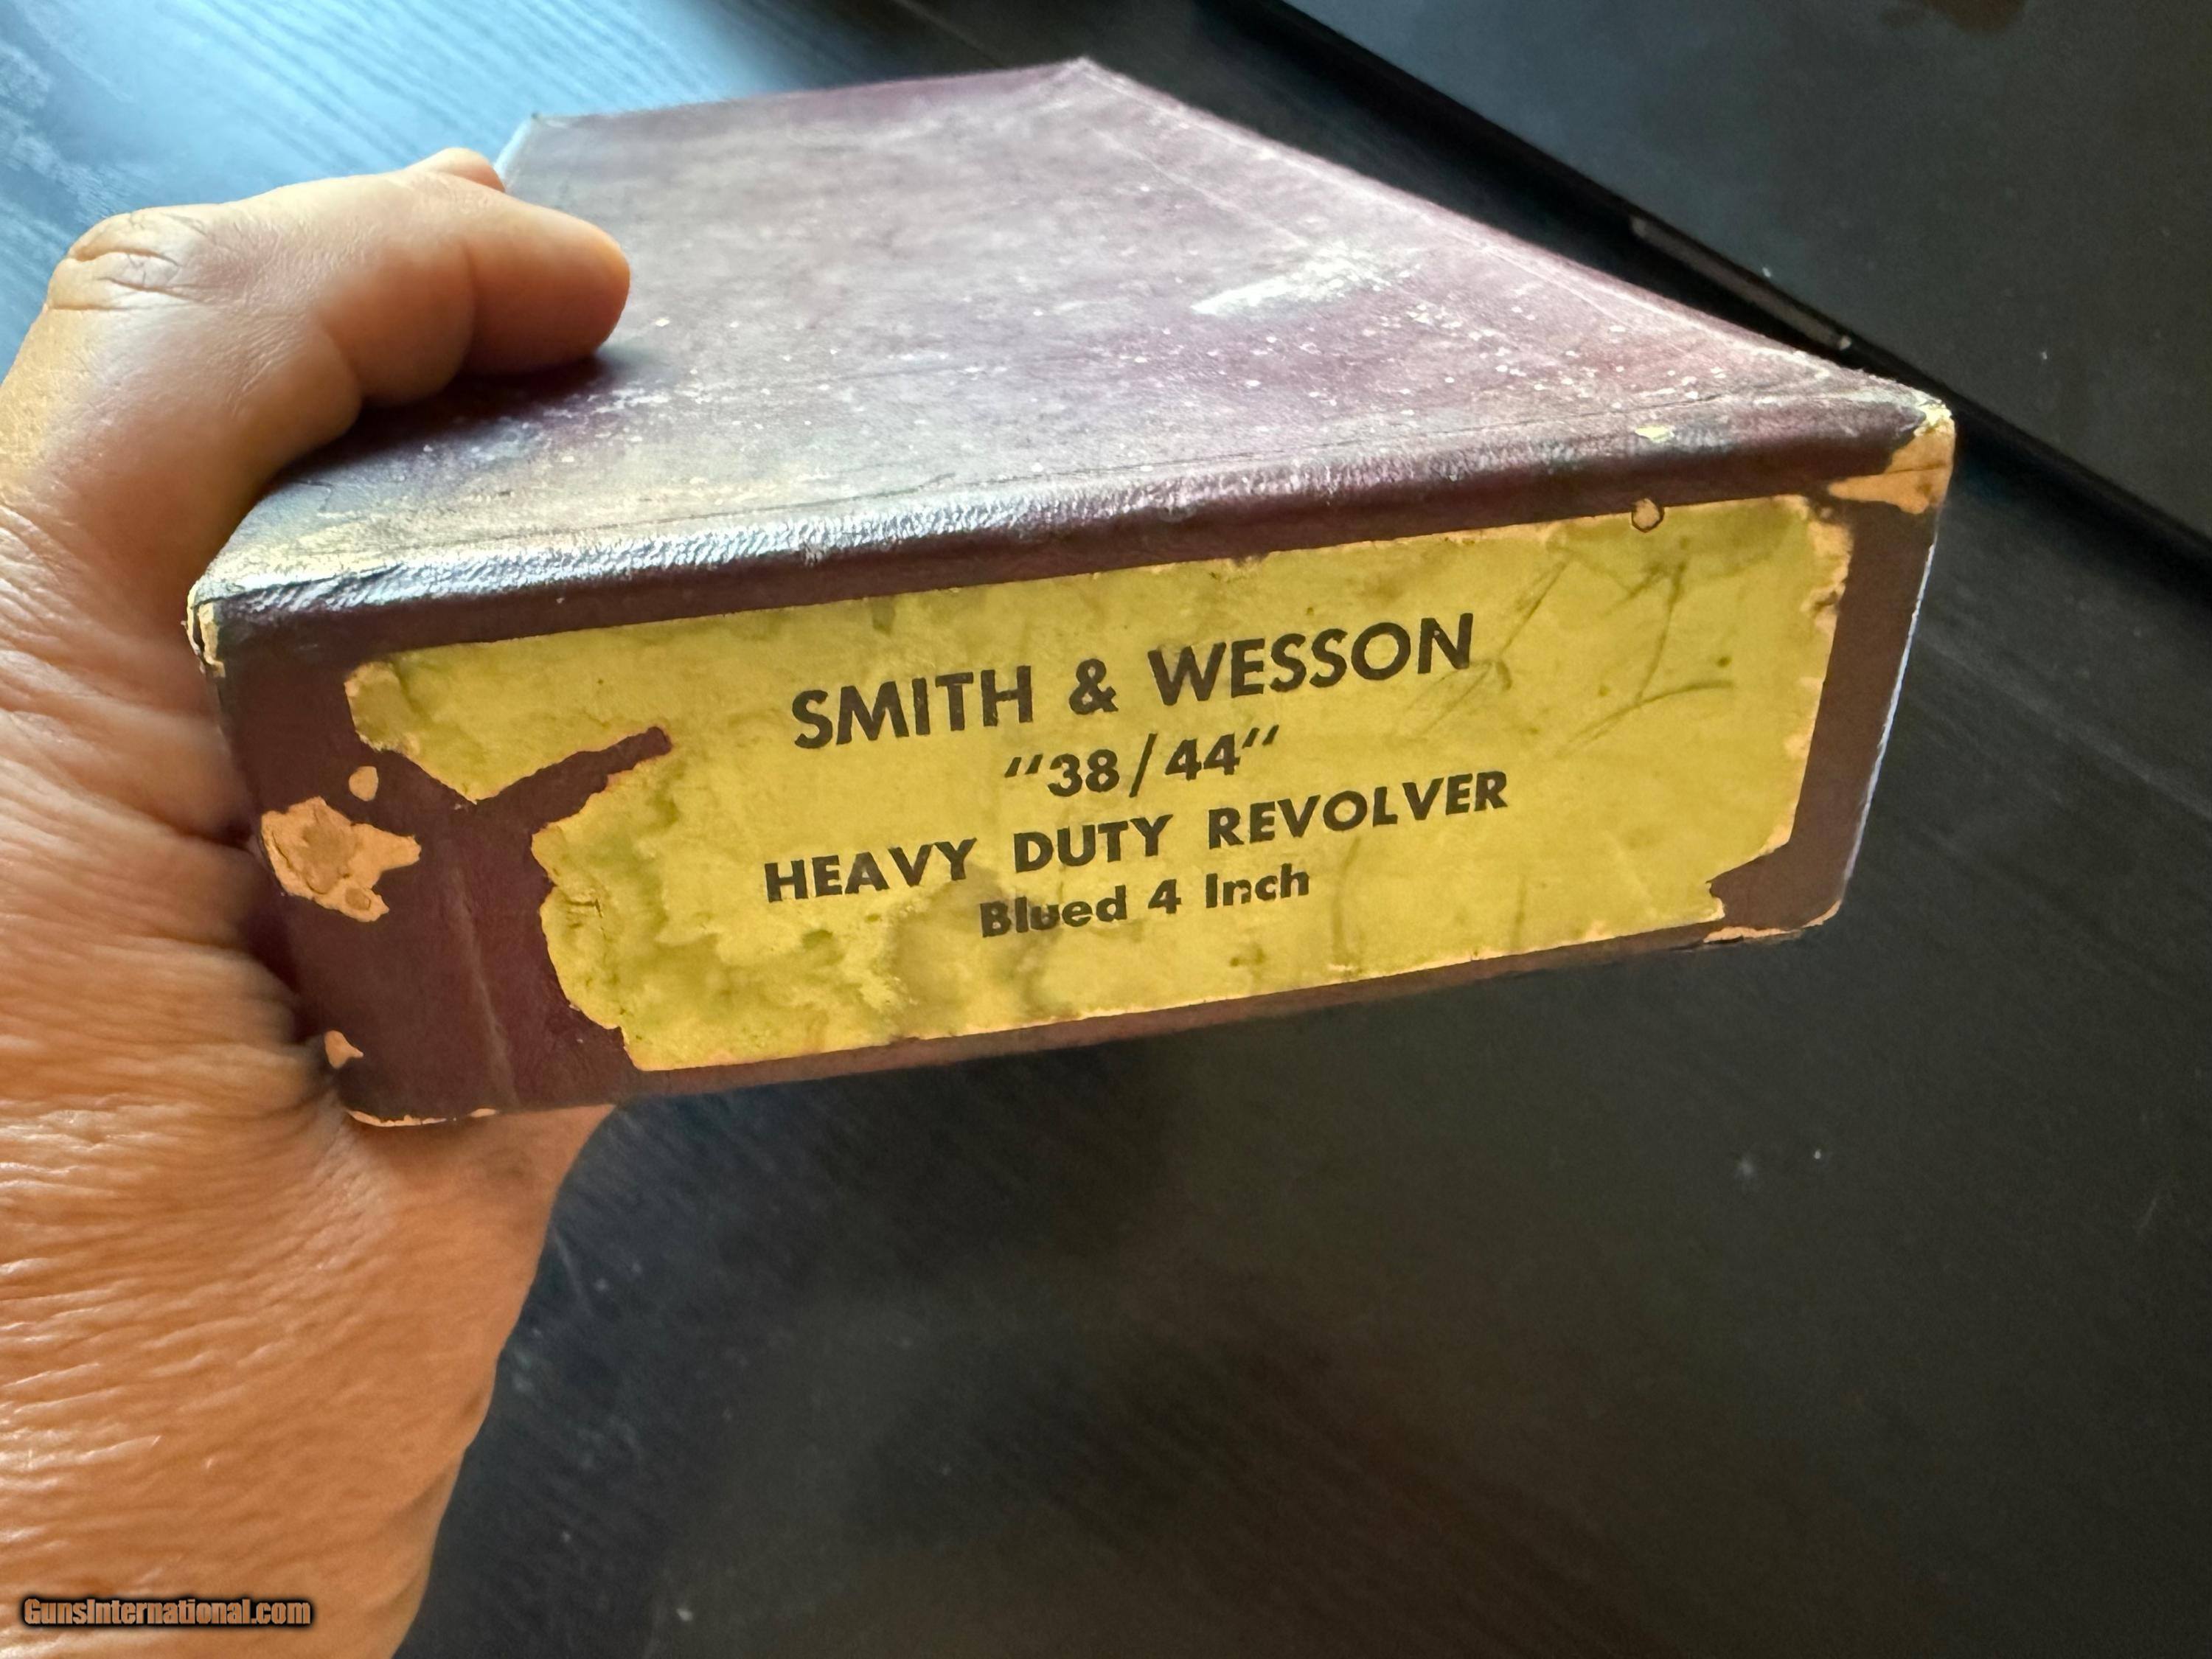 SMITH & WESSON
"38/44"
HEAVY DUTY REVOLVER
Blued 4 Inch
GunsInternational.com